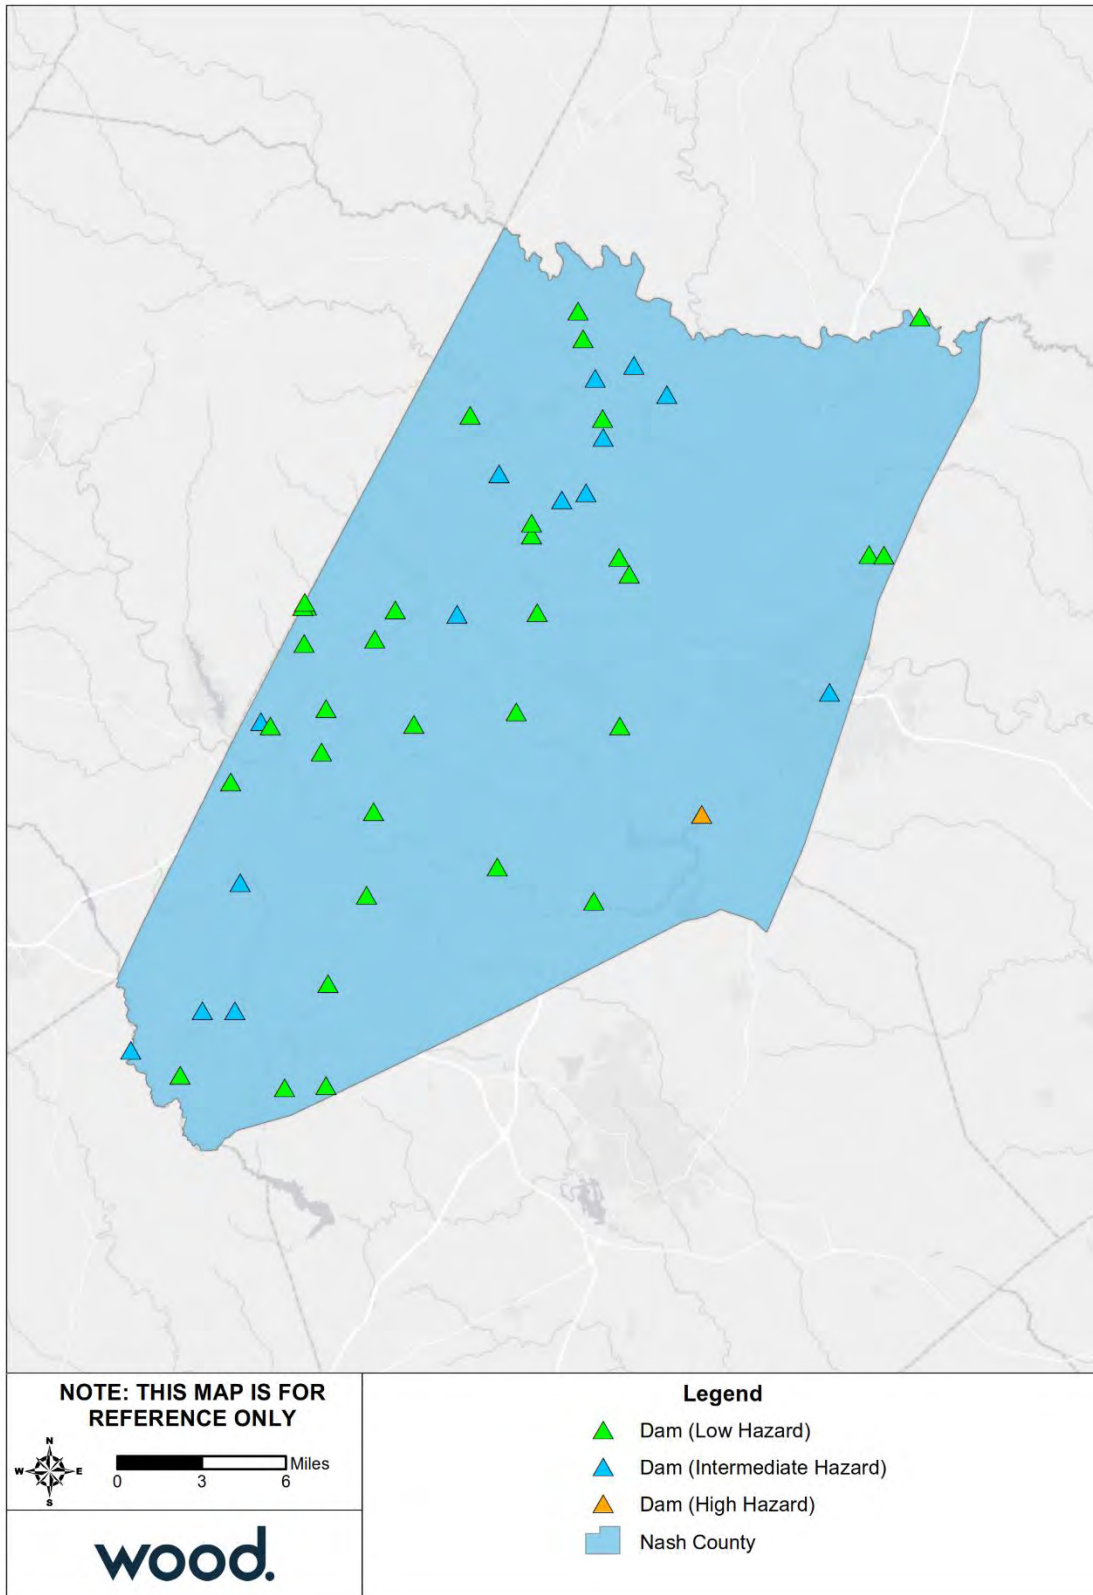 NOTE: THIS MAP IS FOR
REFERENCE ONLY
N
W E
S
0 3 6 Miles
wood.
Legend
Dam (Low Hazard)
Dam (Intermediate Hazard)
Dam (High Hazard)
Nash County